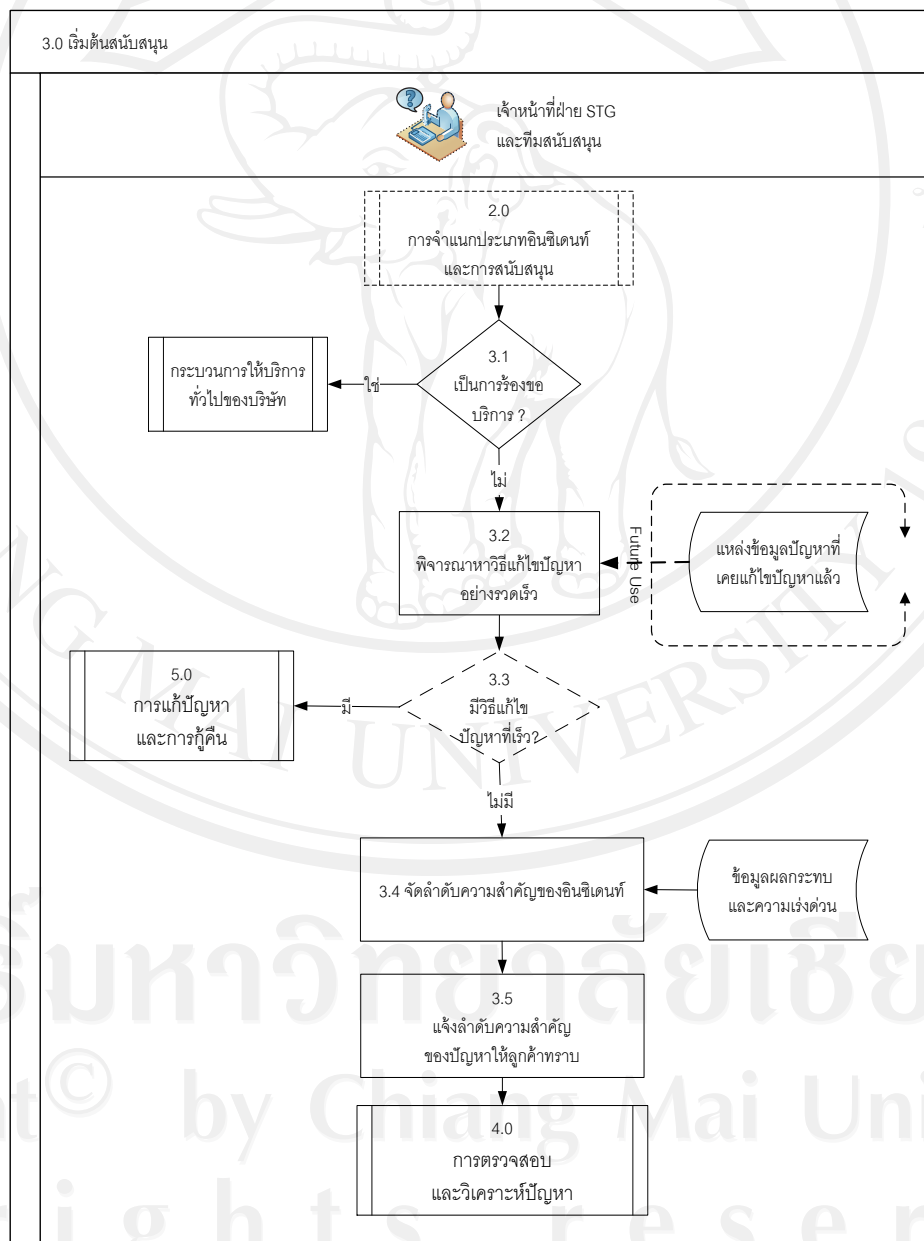 3.0 เริ่มต้นสนับสนุน
เจ้าหน้าที่ฝ่าย STG
และทีมสนับสนุน
2.0
การจำแนกประเภทอินซิเดนท์
และการสนับสนุน
3.1
เป็นการร้องขอ
บริการ ?
ใช่
กระบวนการให้บริการ
ทั่วไปของบริษัท
ไม่
3.2
พิจารณาหาวิธีแก้ไขปัญหา
อย่างรวดเร็ว
Future Use
แหล่งข้อมูลปัญหาที่
เคยแก้ไขปัญหาแล้ว
3.3
มีวิธีแก้ไข
ปัญหาที่เร็ว?
มี
5.0
การแก้ปัญหา
และการกู้คืน
ไม่มี
3.4 จัดลำดับความสำคัญของอินซิเดนท์
ข้อมูลผลกระทบ
และความเร่งด่วน
3.5
แจ้งลำดับความสำคัญ
ของปัญหาให้ลูกค้าทราบ
4.0
การตรวจสอบ
และวิเคราะห์ปัญหา
by Chiang Mai